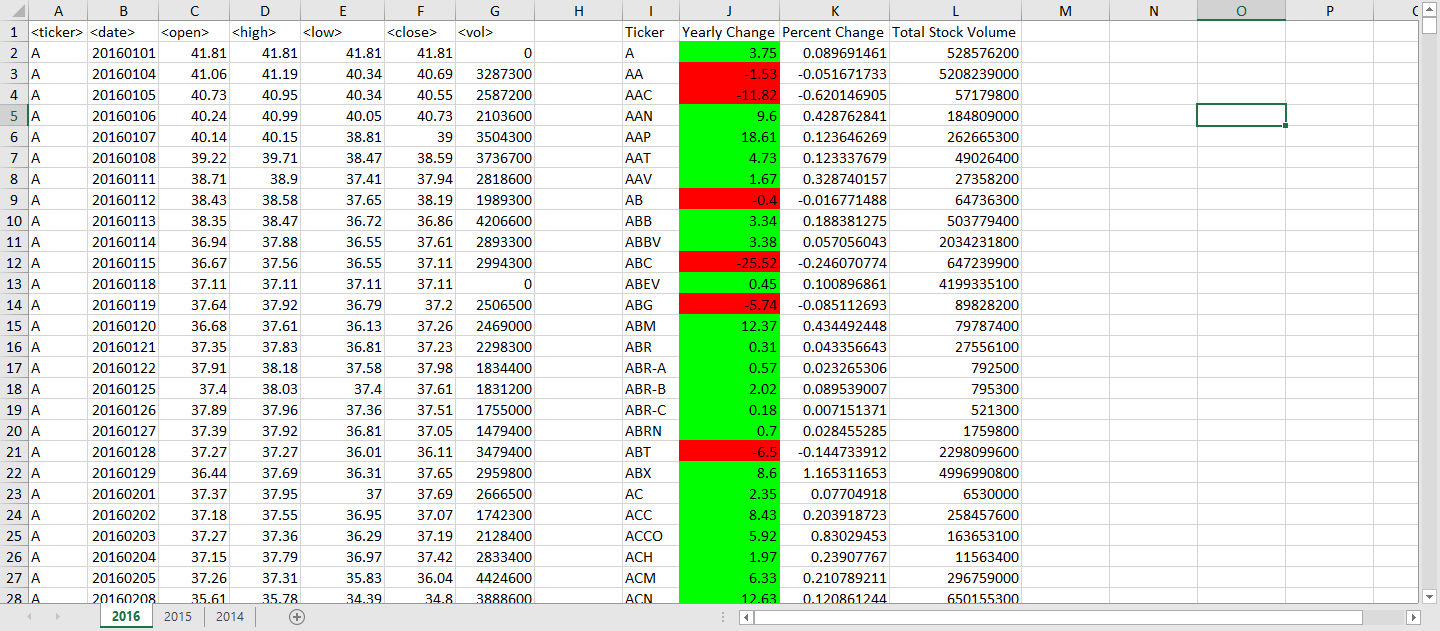 A B C D E F G H I J K L M N O P
1 <ticker> <date> <open> <high> <low> <close> <vol> Ticker Yearly Change Percent Change Total Stock Volume
2 A 20160101 41.81 41.81 41.81 41.81 0 A 3.75 0.089691461 528576200
3 A 20160104 41.06 41.19 40.34 40.69 3287300 AA -1.53 -0.051671733 5208239000
4 A 20160105 40.73 40.95 40.34 40.55 2587200 AAC -11.82 -0.620146905 57179800
5 A 20160106 40.24 40.99 40.05 40.73 2103600 AAN 9.6 0.428762841 184809000
6 A 20160107 40.14 40.15 38.81 39 3504300 AAP 18.61 0.123646269 262665300
7 A 20160108 39.22 39.71 38.47 38.59 3736700 AAT 4.73 0.123337679 49026400
8 A 20160111 38.71 38.9 37.41 37.94 2818600 AAV 1.67 0.328740157 27358200
9 A 20160112 38.43 38.58 37.65 38.19 1989300 AB -0.4 -0.016771488 64736300
10 A 20160113 38.35 38.47 36.72 36.86 4206600 ABB 3.34 0.188381275 503779400
11 A 20160114 36.94 37.88 36.55 37.61 2893300 ABBV 3.38 0.057056043 2034231800
12 A 20160115 36.67 37.56 36.55 37.11 2994300 ABC -25.52 -0.246070774 647239900
13 A 20160118 37.11 37.11 37.11 37.11 0 ABEV 0.45 0.100896861 4199335100
14 A 20160119 37.64 37.92 36.79 37.2 2506500 ABG -5.74 -0.085112693 89828200
15 A 20160120 36.68 37.61 36.13 37.26 2469000 ABM 12.37 0.434492448 79787400
16 A 20160121 37.35 37.83 36.81 37.23 2298300 ABR 0.31 0.043356643 27556100
17 A 20160122 37.91 38.18 37.58 37.98 1834400 ABR-A 0.57 0.023265306 792500
18 A 20160125 37.4 38.03 37.4 37.61 1831200 ABR-B 2.02 0.089539007 795300
19 A 20160126 37.89 37.96 37.36 37.51 1755000 ABR-C 0.18 0.007151371 521300
20 A 20160127 37.39 37.92 36.81 37.05 1479400 ABRN 0.7 0.028455285 1759800
21 A 20160128 37.27 37.27 36.01 36.11 3479400 ABT -6.5 -0.144733912 2298099600
22 A 20160129 36.44 37.69 36.31 37.65 2959800 ABX 8.6 1.165311653 4996990800
23 A 20160201 37.37 37.95 37 37.69 2666500 AC 2.35 0.07704918 6530000
24 A 20160202 37.18 37.55 36.95 37.07 1742300 ACC 8.43 0.203918723 258457600
25 A 20160203 37.27 37.36 36.29 37.19 2128400 ACCO 5.92 0.83029453 163653100
26 A 20160204 37.15 37.79 36.97 37.42 2833400 ACH 1.97 0.23907767 11563400
27 A 20160205 37.26 37.31 35.83 36.04 4424600 ACM 6.33 0.210789211 296759000
28 A 20160208 35.61 35.78 34.39 34.8 3888600 ACN 12.63 0.120861244 650155300
2016 2015 2014